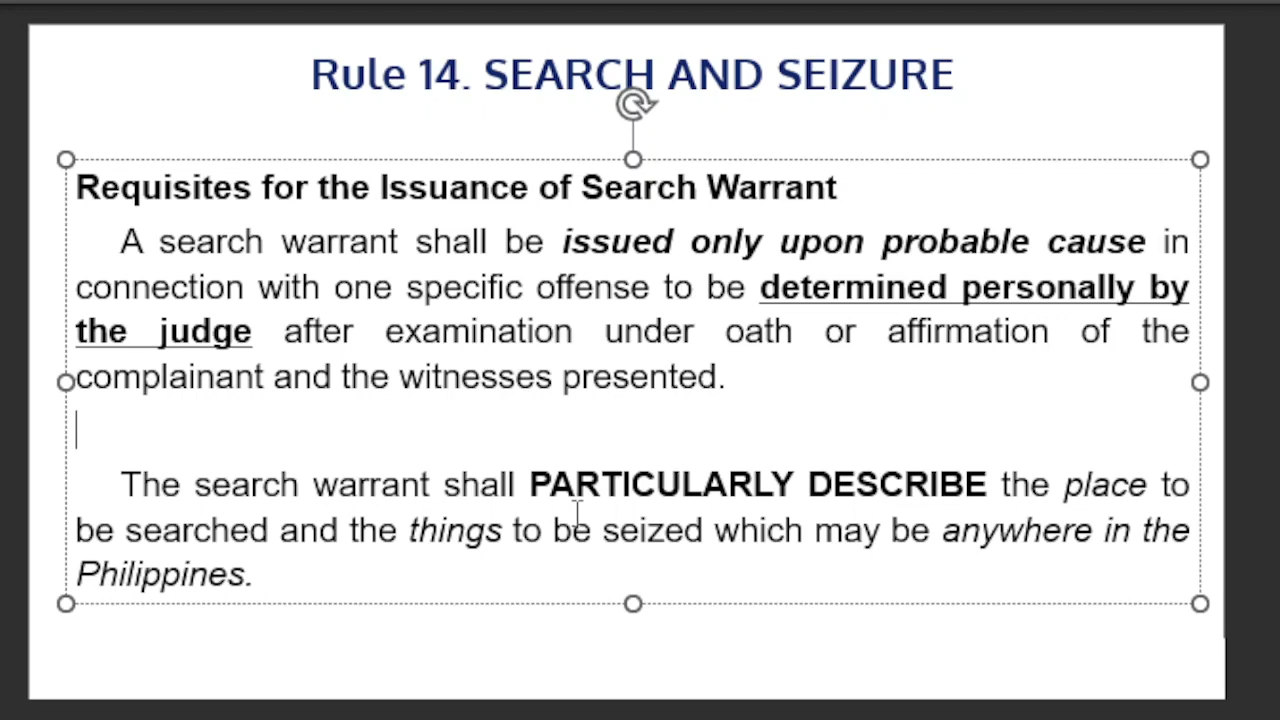 Rule 14. SEARCH AND SEIZURE
Requisites for the Issuance of Search Warrant
A search warrant shall be issued only upon probable cause in
connection with one specific offense to be determined personally by
the judge after examination under oath or affirmation of the
complainant and the witnesses presented.
The search warrant shall PARTICULARLY DESCRIBE the place to
be searched and the things to be seized which may be anywhere in the
Philippines.